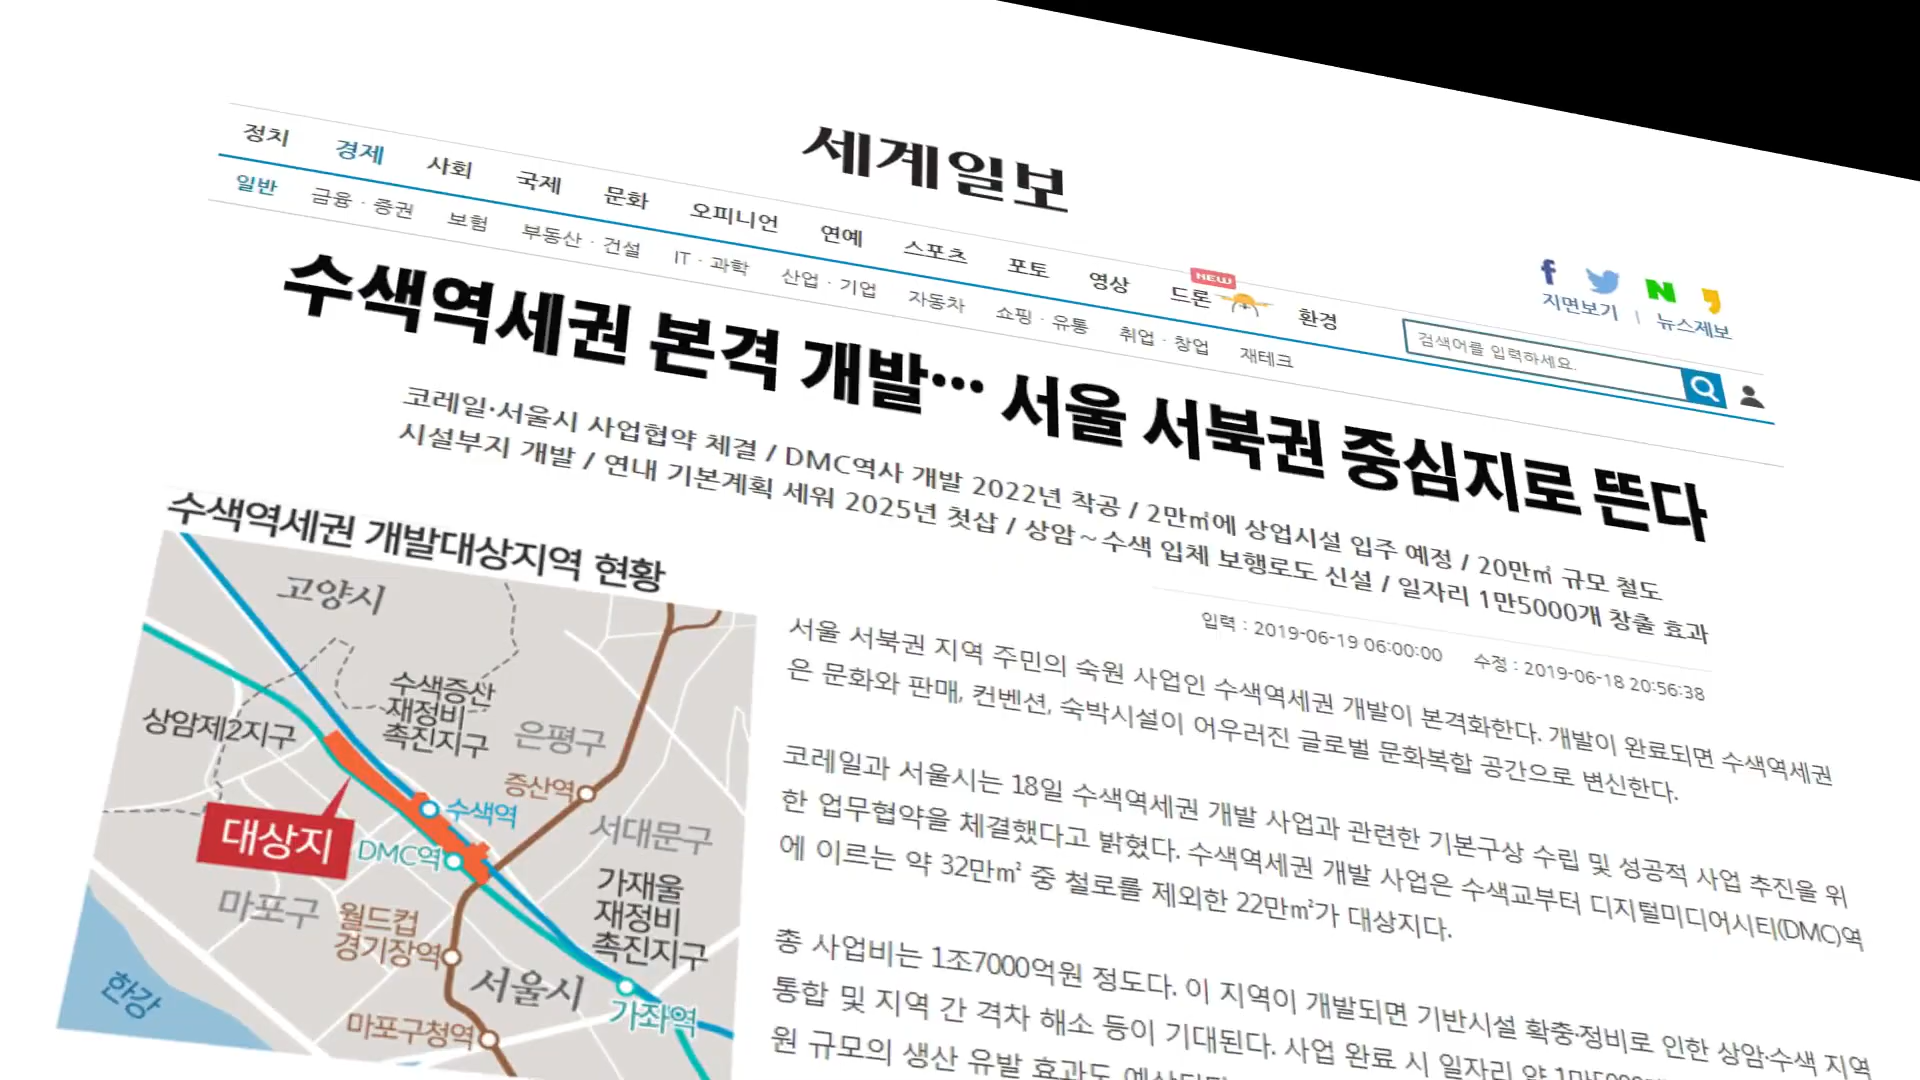 세계일보
정치 경제 사회 국제 문화 오피니언 연예 스포츠 포토 영상 드론 NEW 환경
일반 금융 · 증권 보험 부동산 · 건설 IT · 과학 산업 · 기업 자동차 쇼핑 · 유통 취업 · 창업 재테크
지면보기 | 뉴스제보
검색어를 입력하세요.
수색역세권 본격 개발… 서울 서북권 중심지로 뜬다
코레일·서울시 사업협약 체결 / DMC역사 개발 2022년 착공 / 2만㎡에 상업시설 입주 예정 / 20만㎡ 규모 철도
시설부지 개발 / 연내 기본계획 세워 2025년 첫삽 / 상암~수색 입체 보행로도 신설 / 일자리 1만5000개 창출 효과
입력 : 2019-06-19 06:00:00 수정 : 2019-06-18 20:56:38
수색역세권 개발대상지역 현황
고양시
수색증산
재정비
촉진지구
상암제2지구
은평구
증산역
수색역
서대문구
대상지
DMC역
가재울
재정비
촉진지구
마포구
월드컵
경기장역
서울시
한강
가좌역
마포구청역
서울 서북권 지역 주민의 숙원 사업인 수색역세권 개발이 본격화한다. 개발이 완료되면 수색역세권
은 문화와 판매, 컨벤션, 숙박시설이 어우러진 글로벌 문화복합 공간으로 변신한다.
코레일과 서울시는 18일 수색역세권 개발 사업과 관련한 기본구상 수립 및 성공적 사업 추진을 위
한 업무협약을 체결했다고 밝혔다. 수색역세권 개발 사업은 수색교부터 디지털미디어시티(DMC)역
에 이르는 약 32만㎡ 중 철로를 제외한 22만㎡가 대상지다.
총 사업비는 1조7000억원 정도다. 이 지역이 개발되면 기반시설 확충·정비로 인한 상암·수색 지역
통합 및 지역 간 격차 해소 등이 기대된다. 사업 완료 시 일자리 약
원 규모의 생산 유발 효과도